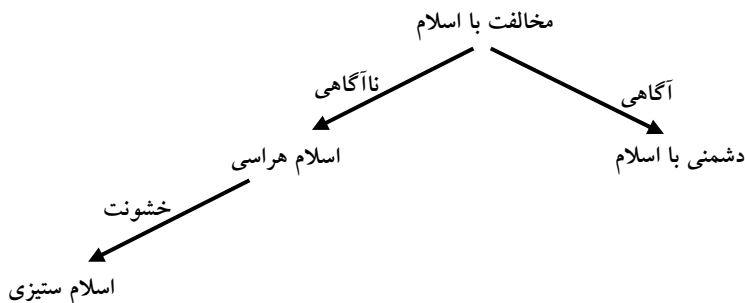 مخالفت با اسلام
آگاهی
ناآگاهی
دشمنی با اسلام
اسلام هراسی
خشونت
اسلام ستیزی